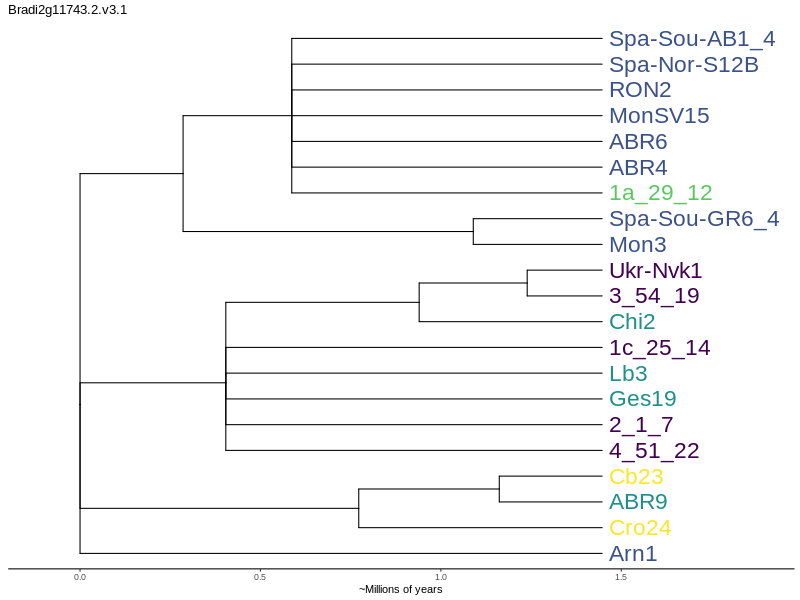 Bradi2g11743.2.v3.1
Spa-Sou-AB1_4
Spa-Nor-S12B
RON2
MonSV15
ABR6
ABR4
1a_29_12
Spa-Sou-GR6_4
Mon3
Ukr-Nvk1
3_54_19
Chi2
1c_25_14
Lb3
Ges19
2_1_7
4_51_22
Cb23
ABR9
Cro24
Arn1
0.0 0.5 1.0 1.5
~Millions of years